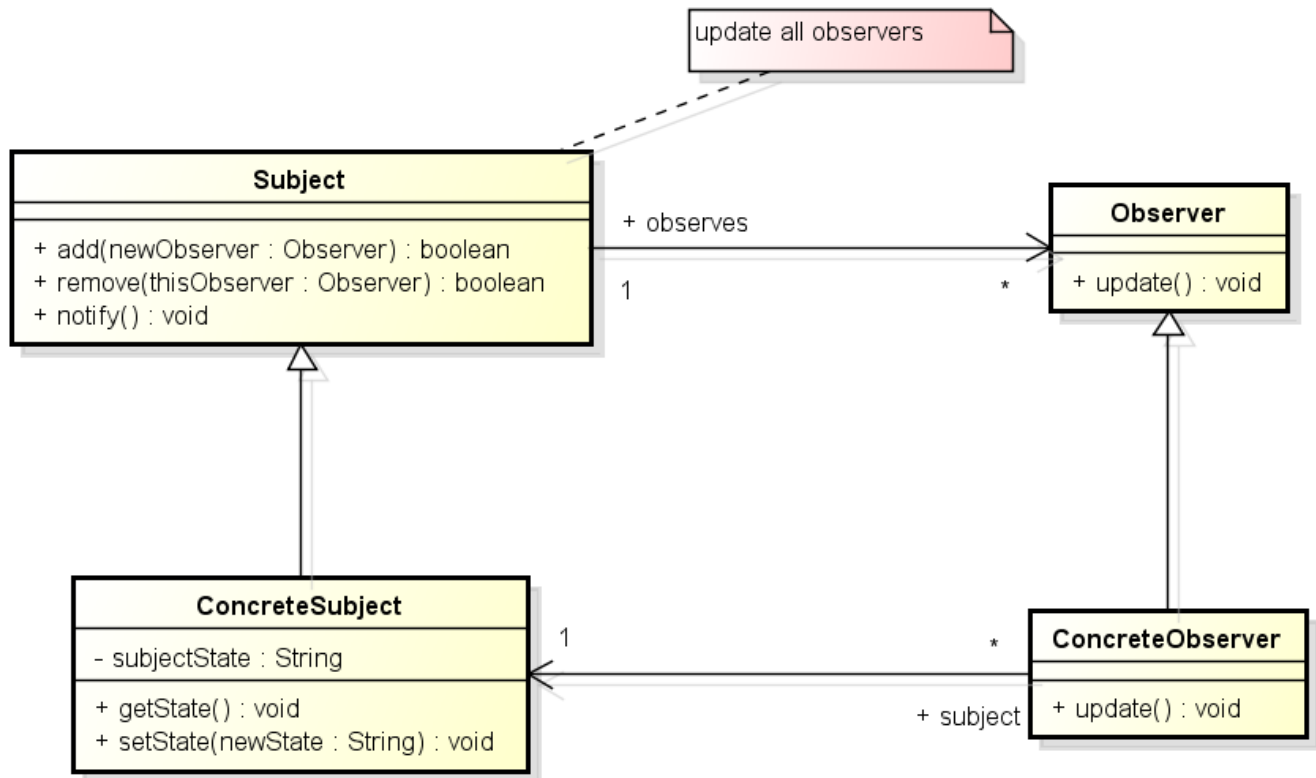 update all observers
Subject
+ add(newObserver : Observer) : boolean
+ remove(thisObserver : Observer) : boolean
+ notify() : void
+ observes
1
*
Observer
+ update() : void
ConcreteSubject
- subjectState : String
+ getState() : void
+ setState(newState : String) : void
1
*
+ subject
ConcreteObserver
+ update() : void